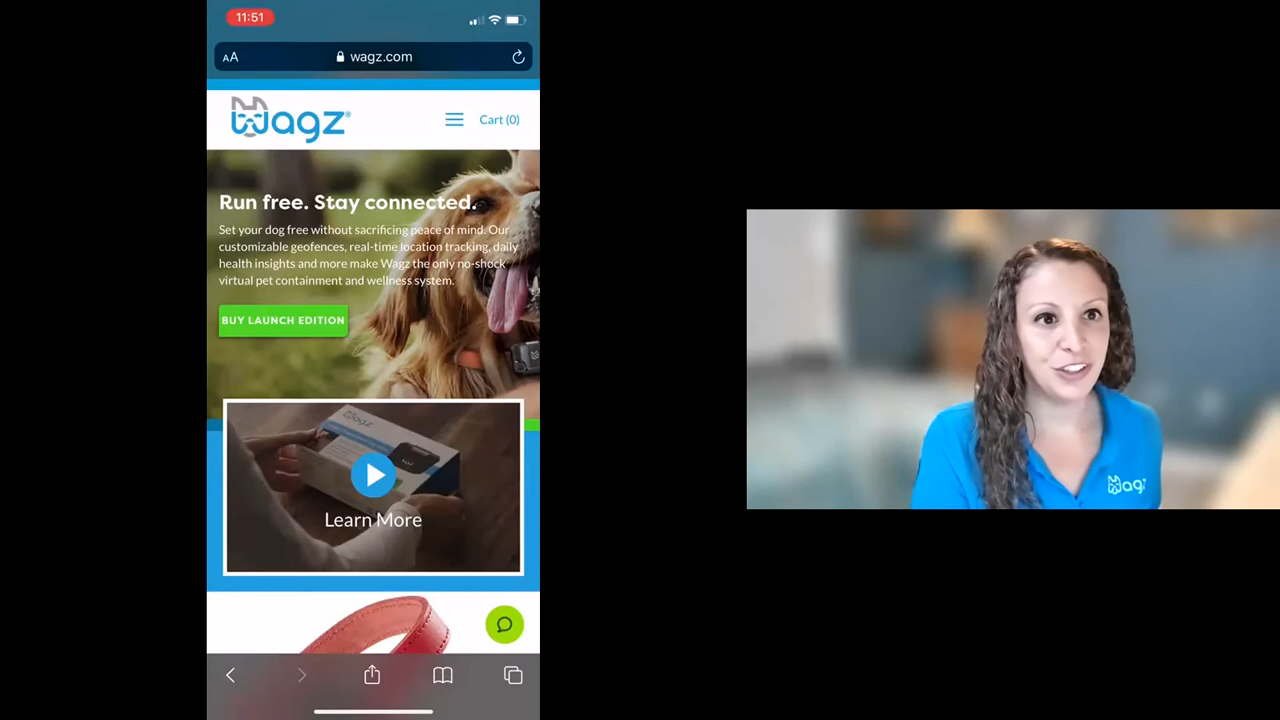 11:51
AA
wagz.com
Wagz®
Cart (0)
Run free. Stay connected.
Set your dog free without sacrificing peace of mind. Our
customizable geofences, real-time location tracking, daily
health insights and more make Wagz the only no-shock
virtual pet containment and wellness system.
BUY LAUNCH EDITION
wagz
Learn More
Wagz